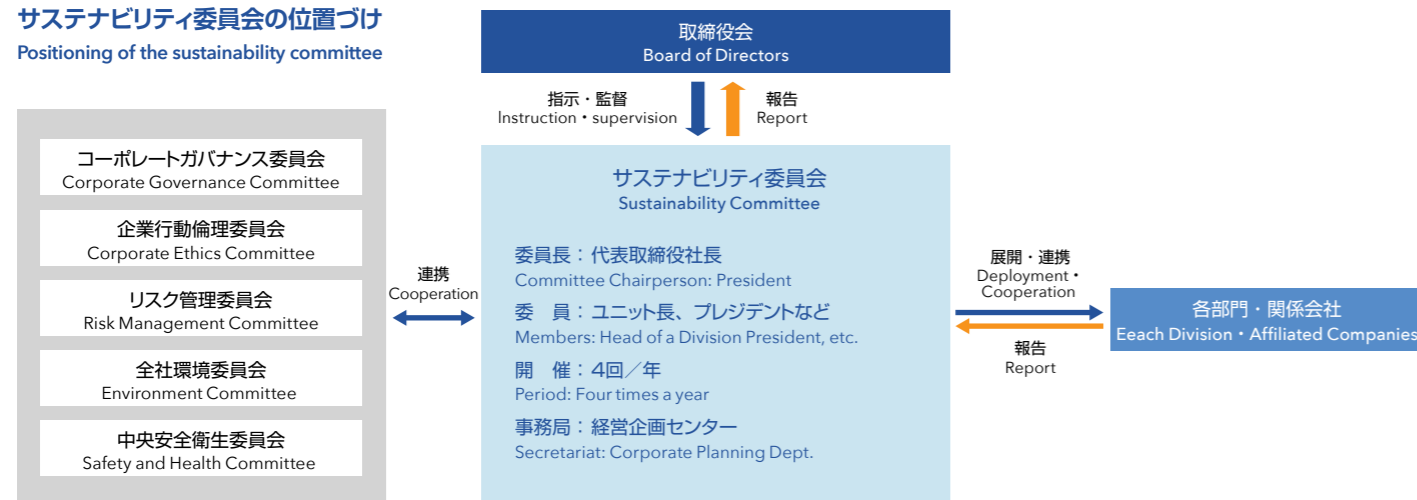 サステナビリティ委員会の位置づけ
Positioning of the sustainability committee
取締役会
Board of Directors
指示・監督
Instruction・supervision
報告
Report
コーポレートガバナンス委員会
Corporate Governance Committee
企業行動倫理委員会
Corporate Ethics Committee
リスク管理委員会
Risk Management Committee
全社環境委員会
Environment Committee
中央安全衛生委員会
Safety and Health Committee
連携
Cooperation
サステナビリティ委員会
Sustainability Committee
委員長：代表取締役社長
Committee Chairperson: President
委　員：ユニット長、プレジデントなど
Members: Head of a Division President, etc.
開　催：4回／年
Period: Four times a year
事務局：経営企画センター
Secretariat: Corporate Planning Dept.
展開・連携
Deployment・
Cooperation
報告
Report
各部門・関係会社
Eeach Division・Affiliated Companies